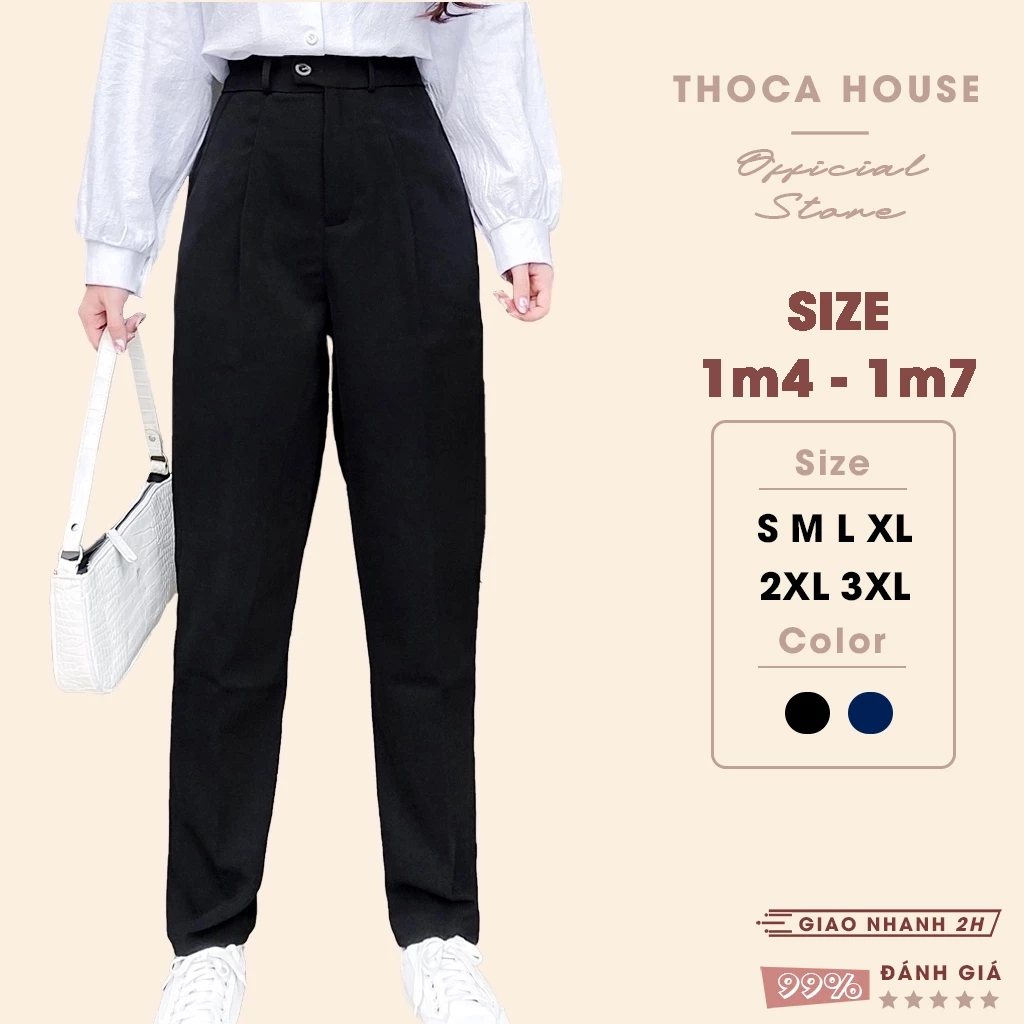 THOCA HOUSE
Official
Store
SIZE
1m4 - 1m7
Size
S M L XL
2XL 3XL
Color
GIAO NHANH 2H
99% ĐÁNH GIÁ